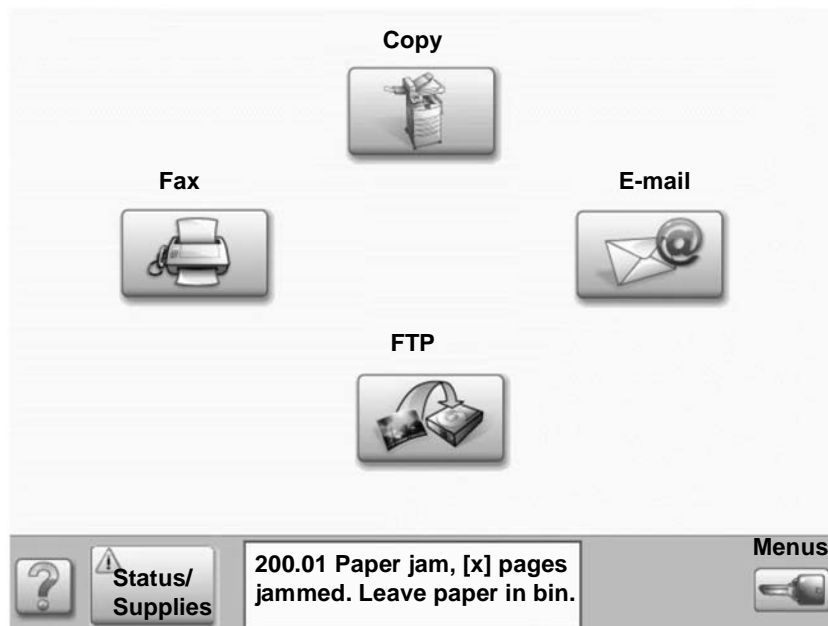 Copy
Fax
E-mail
FTP
Menus
Status/
Supplies
200.01 Paper jam, [x] pages
jammed. Leave paper in bin.